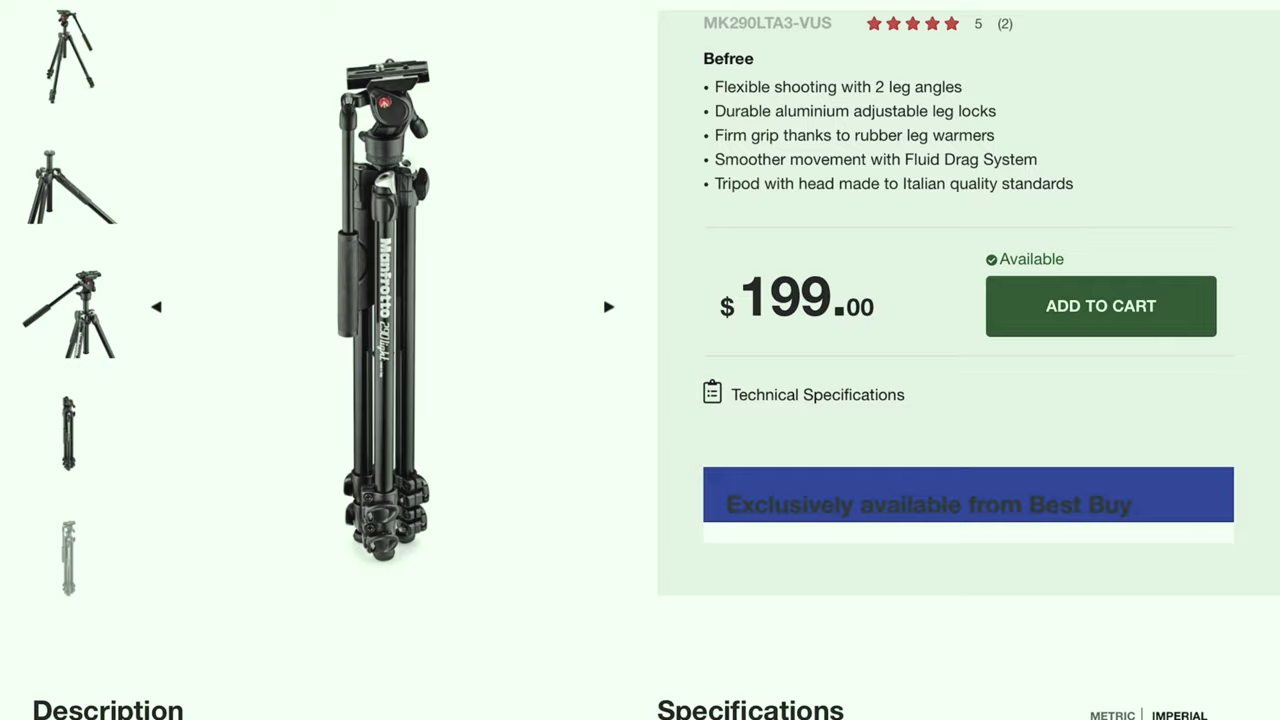 MK290LTA3-VUS 5 (2)
Befree
• Flexible shooting with 2 leg angles
• Durable aluminium adjustable leg locks
• Firm grip thanks to rubber leg warmers
• Smoother movement with Fluid Drag System
• Tripod with head made to Italian quality standards
Available
$ 199.00
ADD TO CART
Technical Specifications
Exclusively available from Best Buy
Manfrotto 290 light
Description
Specifications
METRIC | IMPERIAL